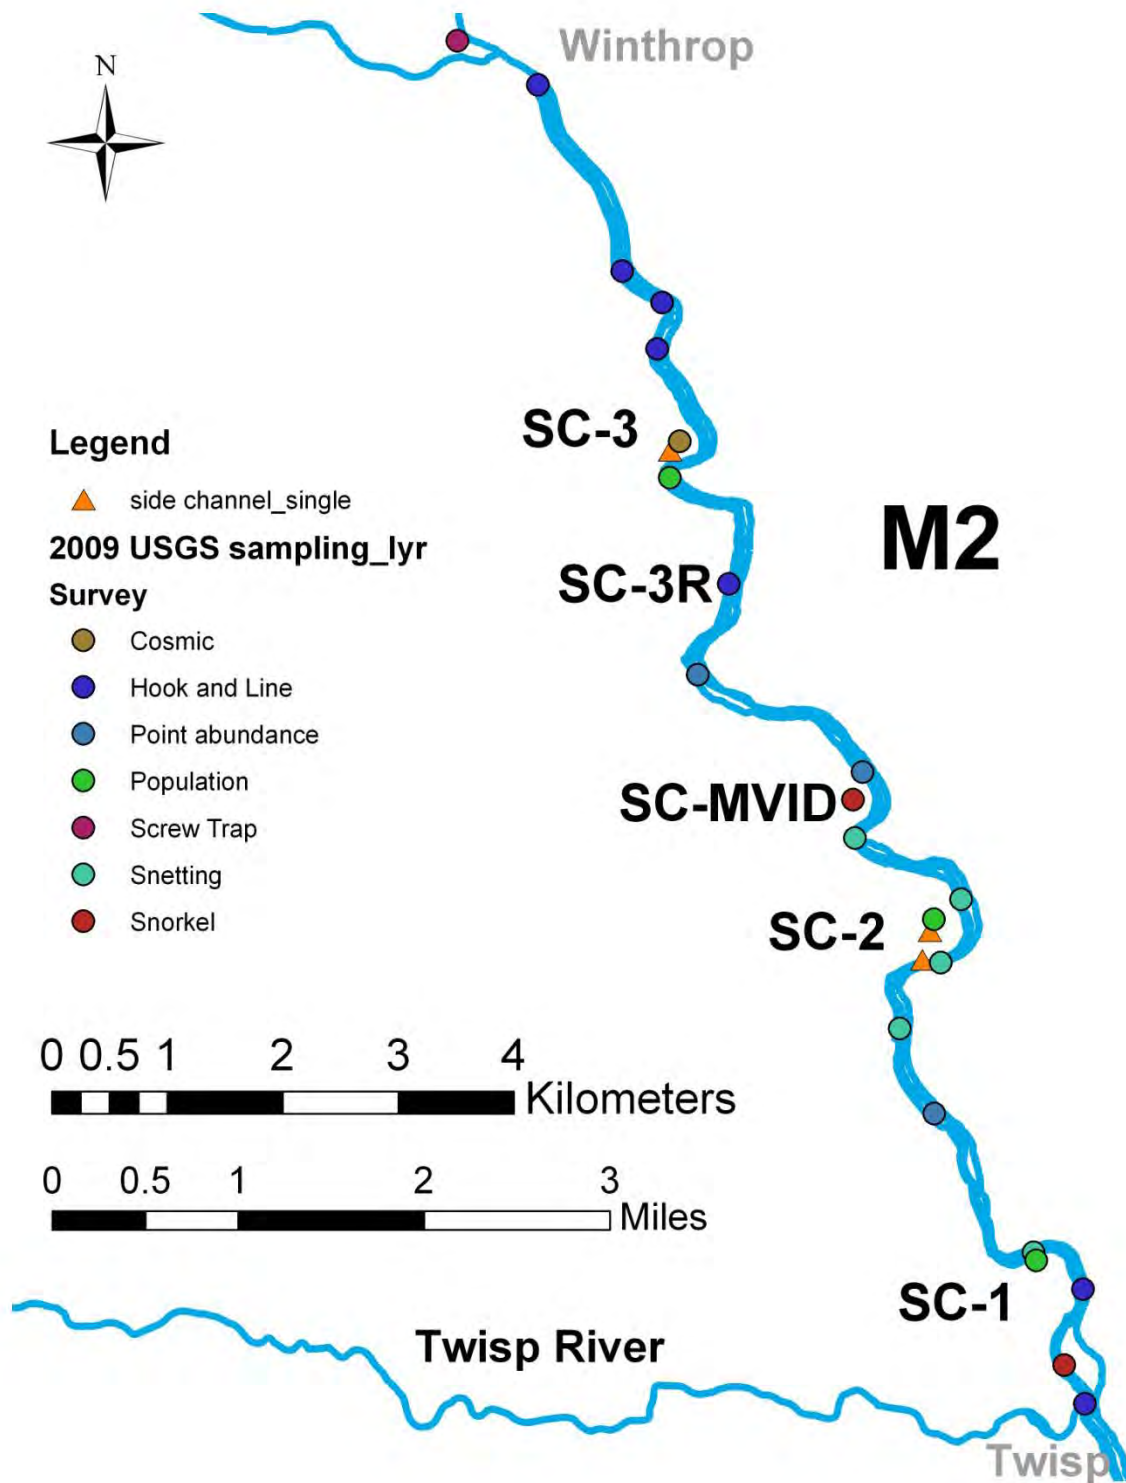 Winthrop
N
SC-3
Legend
side channel_single
2009 USGS sampling_lyr
M2
SC-3R
Survey
Cosmic
Hook and Line
Point abundance
Population
SC-MVID
Screw Trap
Snetting
Snorkel
SC-2
0 0.5 1 2 3 4
Kilometers
0 0.5 1 2 3
Miles
SC-1
Twisp River
Twisp